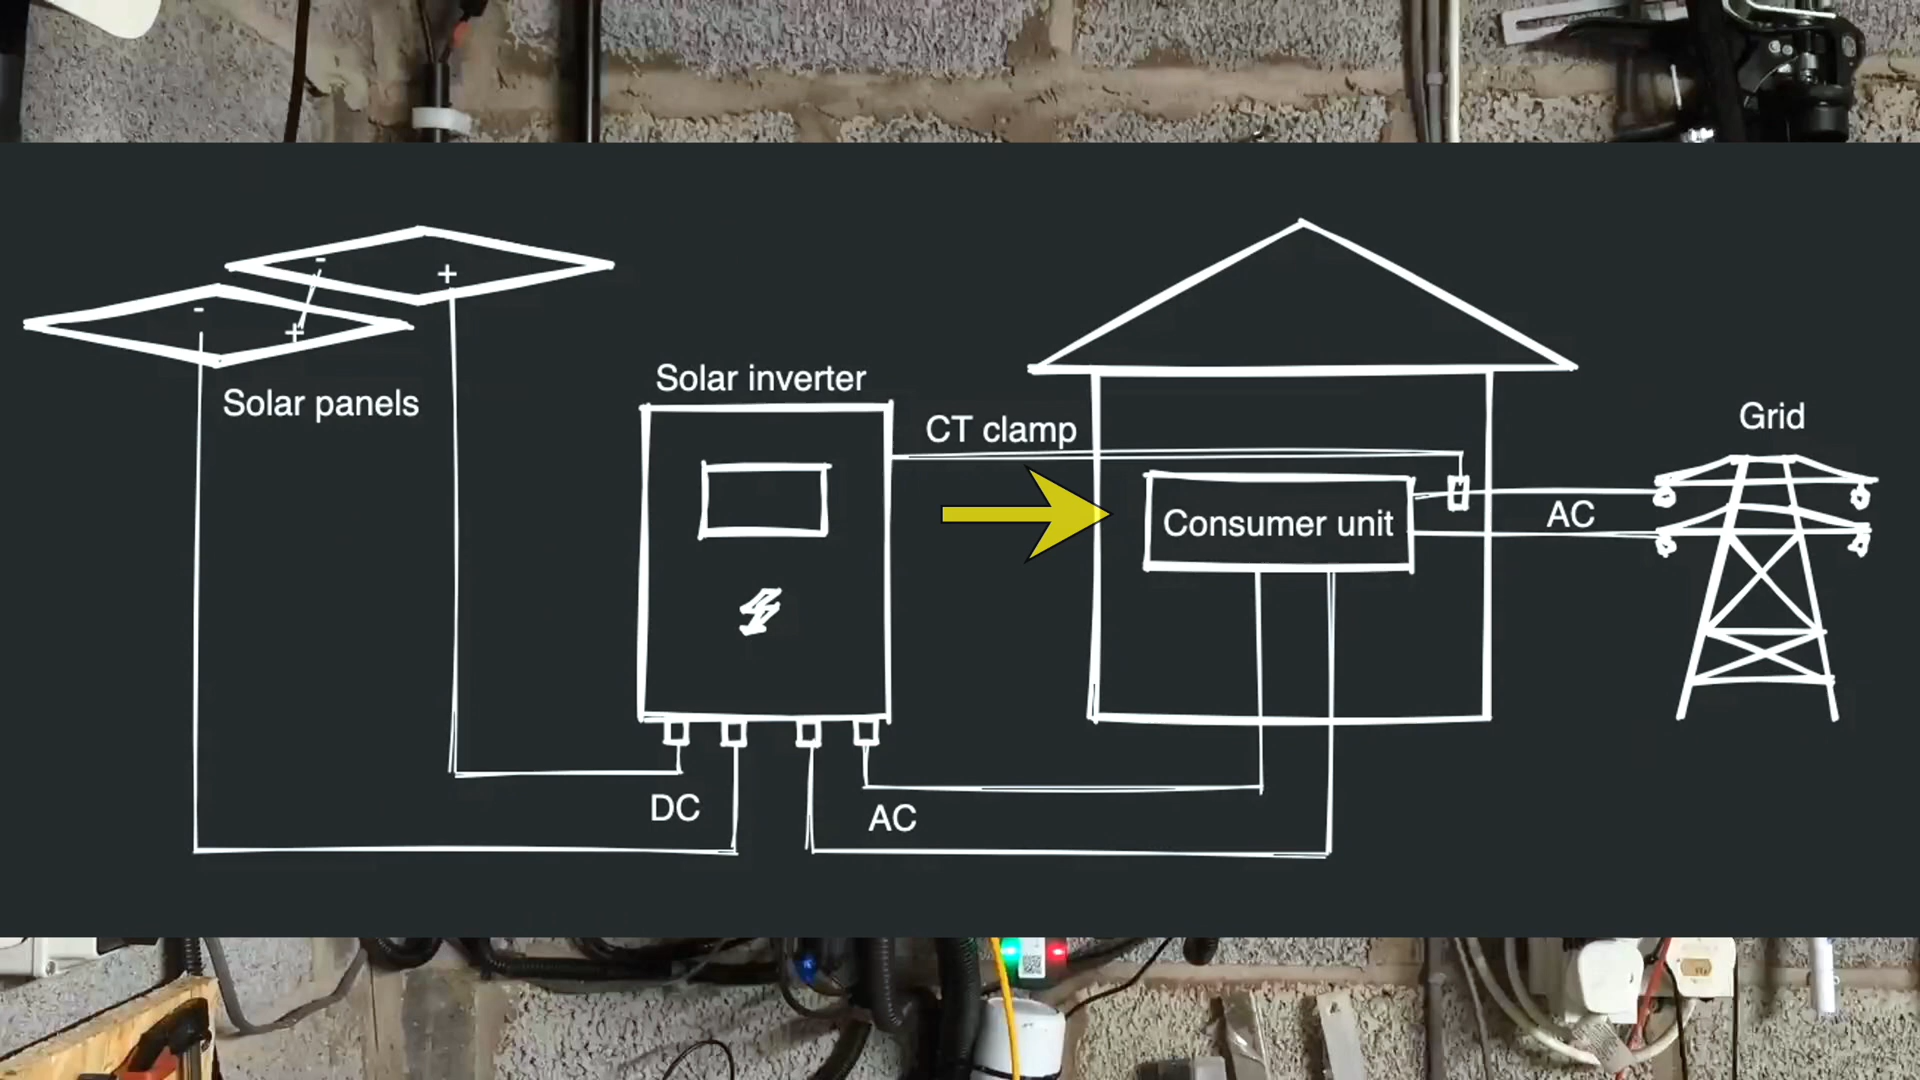 Solar panels
Solar inverter
CT clamp
Consumer unit
Grid
AC
DC
AC
-
+
-
+